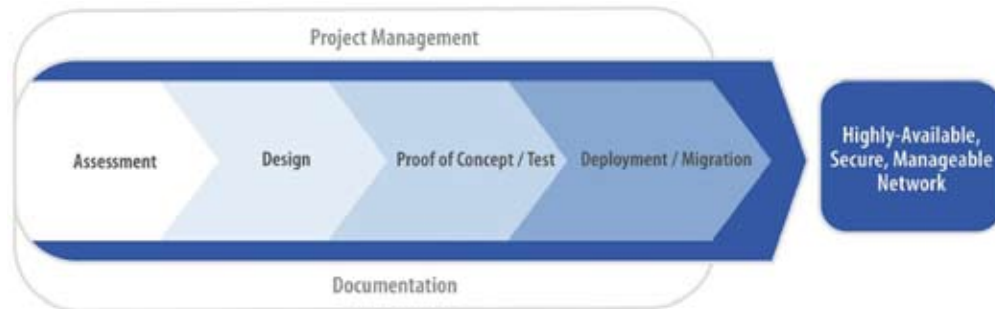 Project Management
Assessment
Design
Proof of Concept / Test
Deployment / Migration
Highly-Available,
Secure, Manageable
Network
Documentation